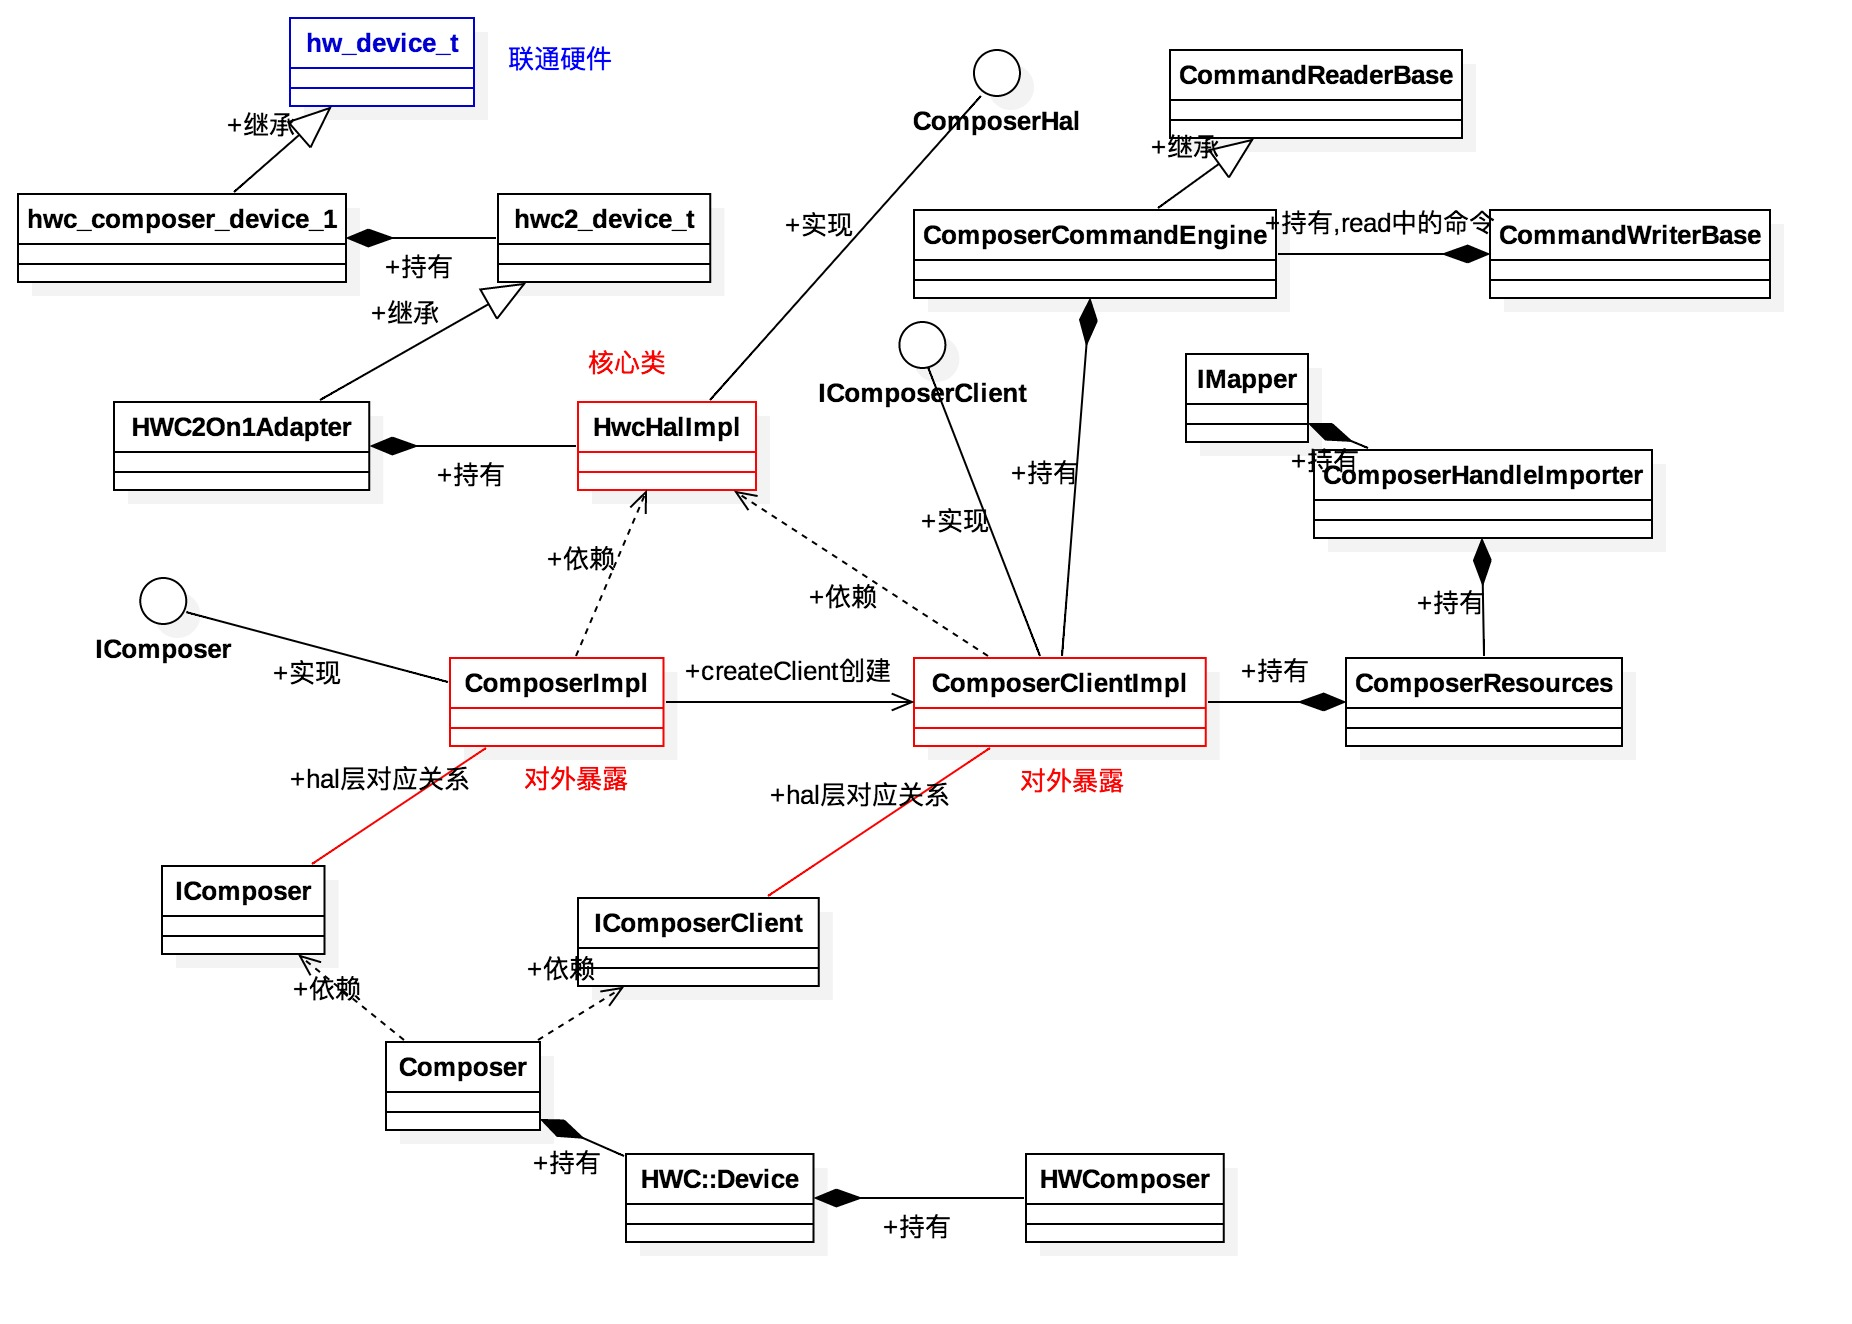 hw_device_t
联通硬件
ComposerHal
CommandReaderBase
+继承
+继承
hwc_composer_device_1
hwc2_device_t
+持有
+实现
ComposerCommandEngine
+持有,read中的命令
CommandWriterBase
+继承
核心类
IComposerClient
IMapper
HWC2On1Adapter
HwcHalImpl
+持有
+持有
+持有
ComposerHandleImporter
+实现
+依赖
+依赖
+持有
IComposer
+实现
ComposerImpl
+createClient创建
ComposerClientImpl
+持有
ComposerResources
+hal层对应关系
对外暴露
+hal层对应关系
对外暴露
IComposer
IComposerClient
+依赖
+依赖
Composer
+持有
HWC::Device
HWComposer
+持有